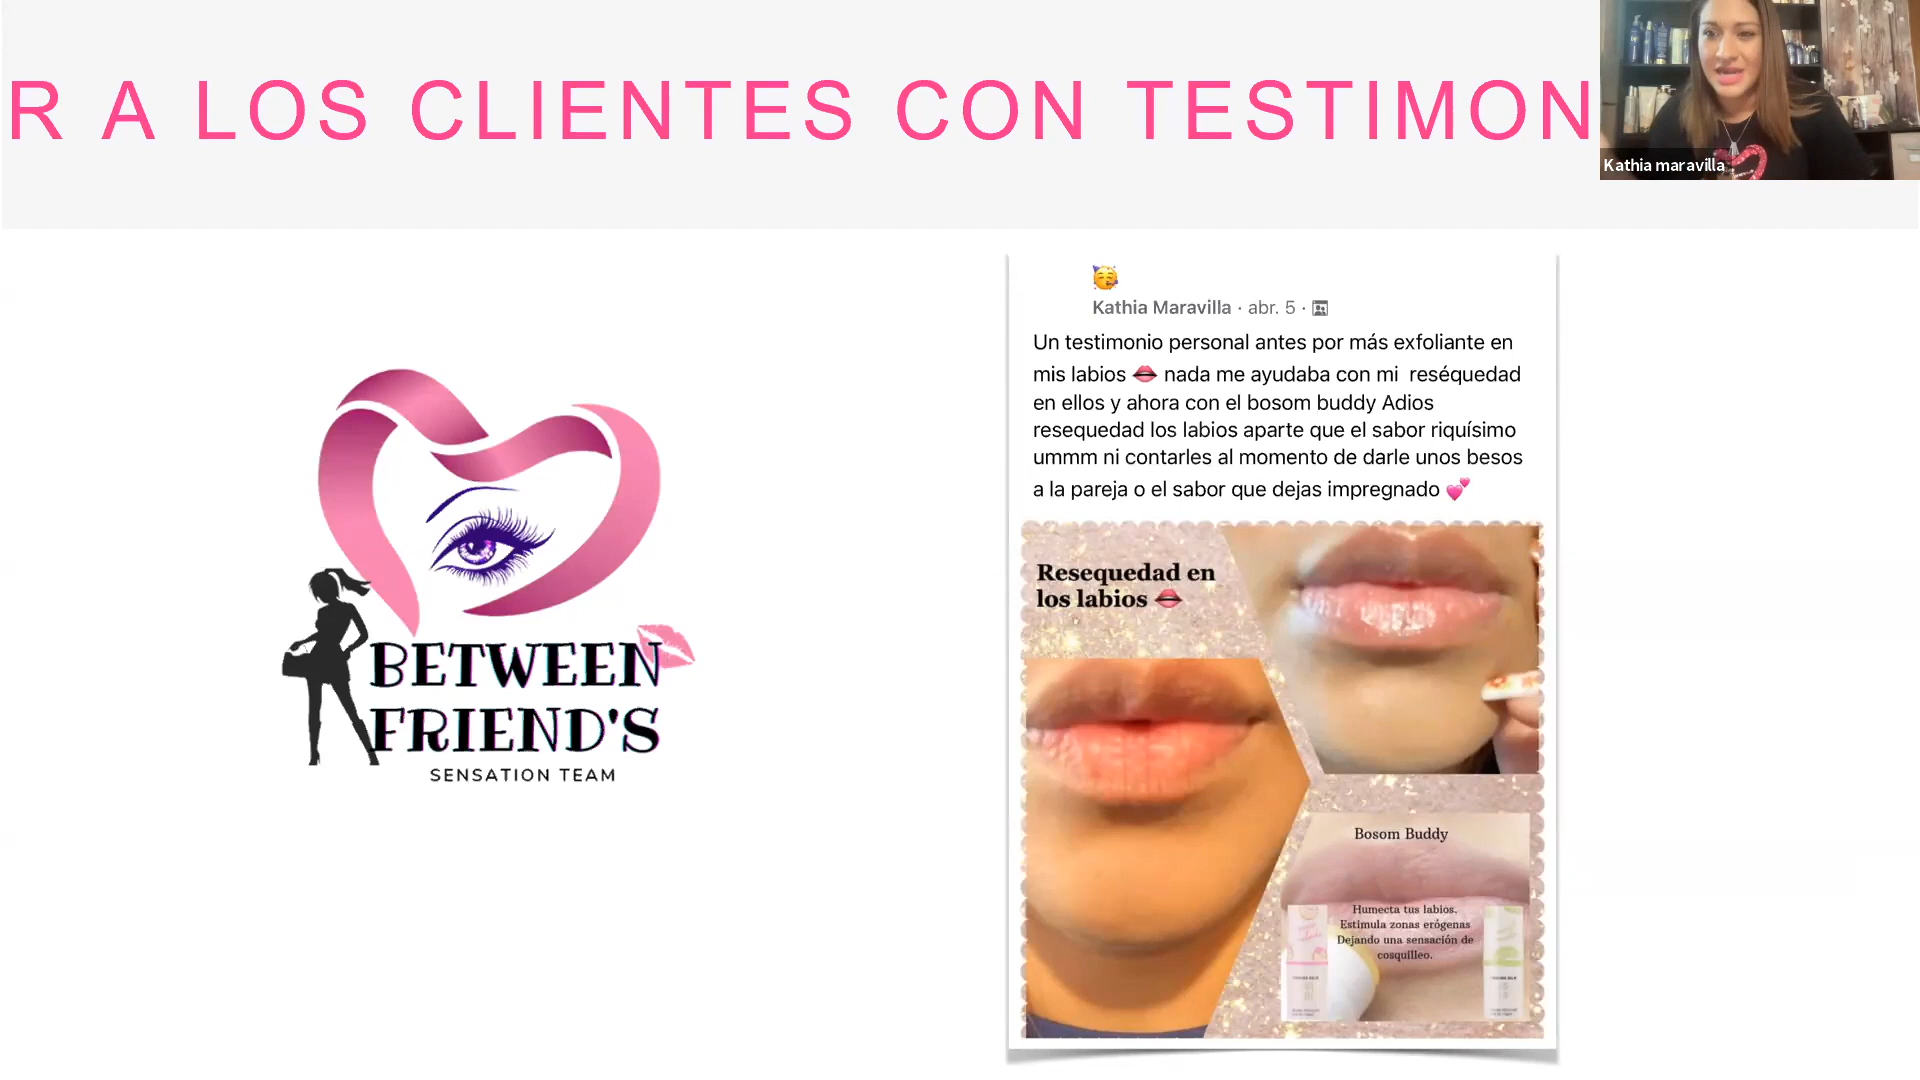 R A LOS CLIENTES CON TESTIMON
Kathia maravilla
Kathia Maravilla · abr. 5 ·
Un testimonio personal antes por más exfoliante en
mis labios 👄 nada me ayudaba con mi reséquedad
en ellos y ahora con el bosom buddy Adios
resequedad los labios aparte que el sabor riquísimo
ummm ni contarles al momento de darle unos besos
a la pareja o el sabor que dejas impregnado 💕
Resequedad en
los labios 👄
Bosom Buddy
Humecta tus labios.
Estimula zonas erógenas
Dejando una sensación de
cosquilleo.
BETWEEN
FRIEND'S
SENSATION TEAM